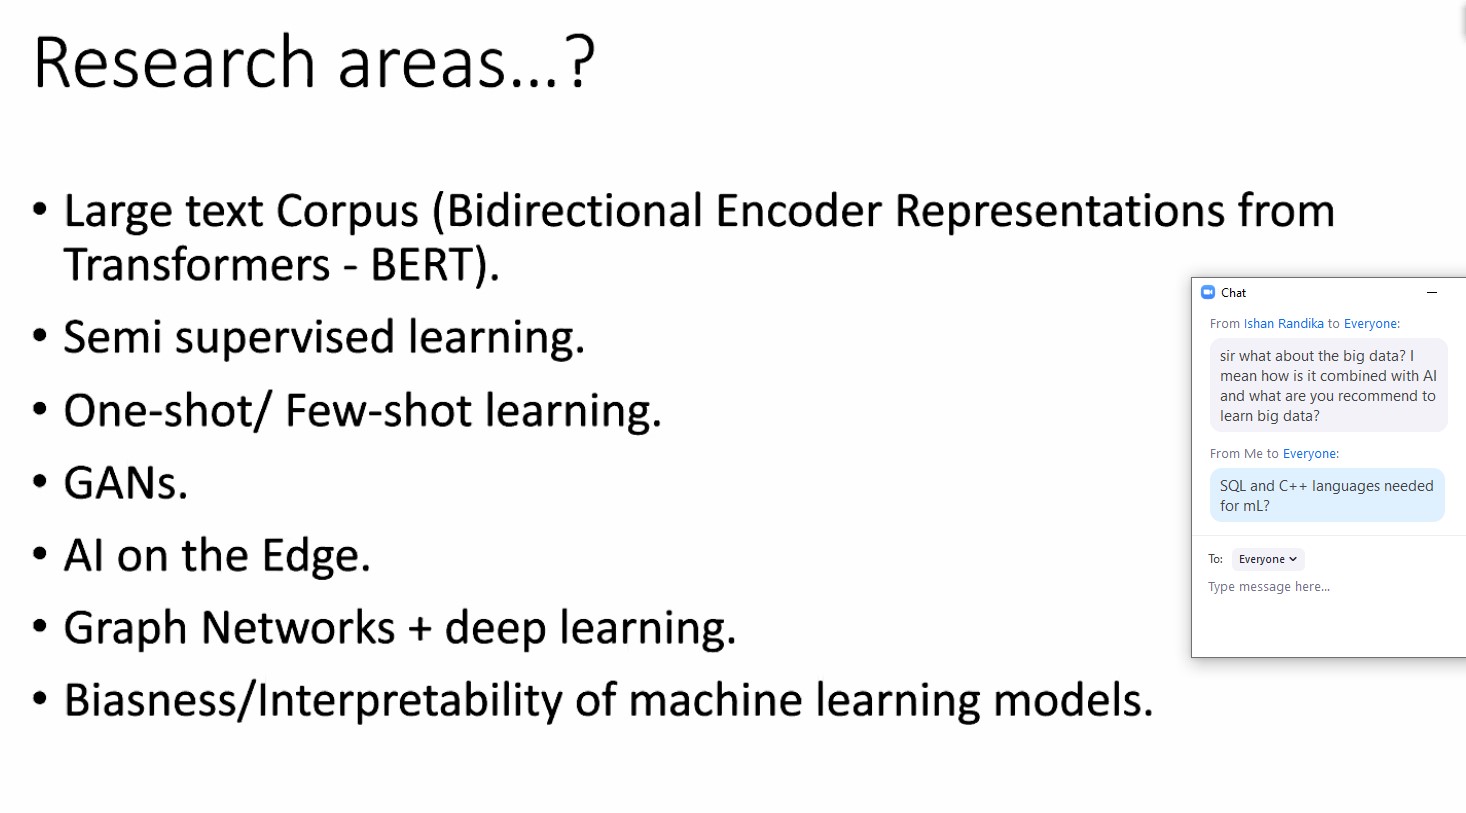 Research areas...?
• Large text Corpus (Bidirectional Encoder Representations from
Transformers - BERT).
• Semi supervised learning.
• One-shot/ Few-shot learning.
• GANs.
• AI on the Edge.
• Graph Networks + deep learning.
• Biasness/Interpretability of machine learning models.
Chat
From Ishan Randika to Everyone:
sir what about the big data? I
mean how is it combined with AI
and what are you recommend to
learn big data?
From Me to Everyone:
SQL and C++ languages needed
for mL?
To: Everyone
Type message here...